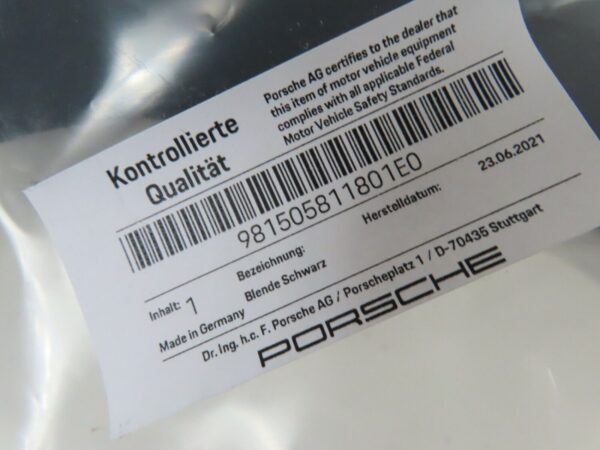 Kontrollierte
Qualität
Porsche AG certifies to the dealer that
this item of motor vehicle equipment
complies with all applicable Federal
Motor Vehicle Safety Standards.
981505811801E0
Inhalt: 1
Bezeichnung:
Blende Schwarz
Herstelldatum:
23.06.2021
Made in Germany
Dr. Ing. h.c. F. Porsche AG / Porscheplatz 1 / D-70435 Stuttgart
PORSCHE